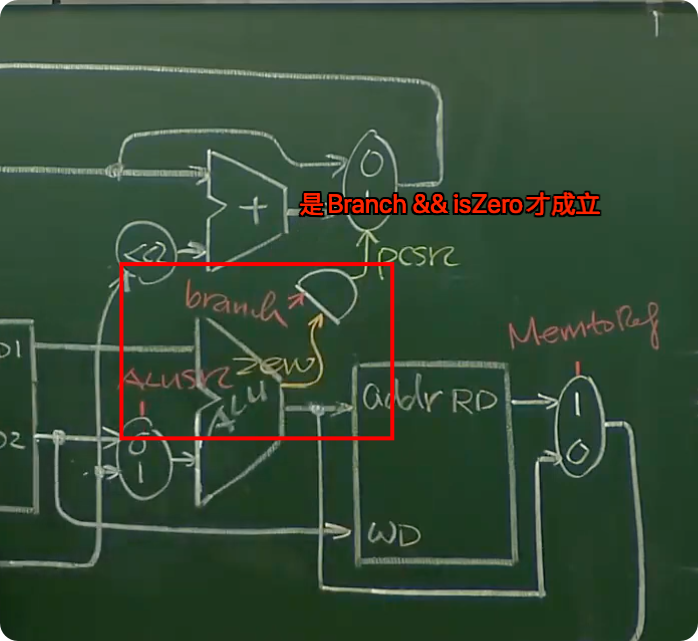 0
+
是Branch && isZero才成立
<<2
PCSrc
branch
D1
zero
MemtoReg
ALUSrc
ALU
addr RD
1
D2
0
1
0
WD